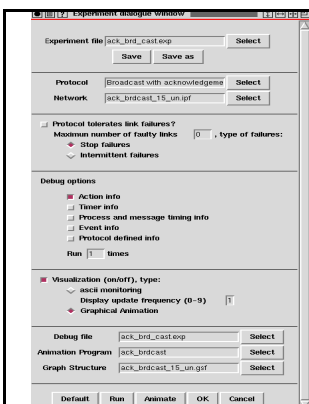 Experiment dialogue window
Experiment file ack_brd_cast.exp Select
Save Save as
Protocol Broadcast with acknowledgeme Select
Network ack_brdcast_15_un.ipf Select
Protocol tolerates link failures?
Maximun number of faulty links 0 , type of failures:
Stop failures
Intermittent failures
Debug options
Action info
Timer info
Process and message timing info
Event info
Protocol defined info
Run 1 times
Visualization (on/off), type:
ascii monitoring
Display update frequency (0-9) 1
Graphical Animation
Debug file ack_brd_cast.exp Select
Animation Program ack_brdcast Select
Graph Structure ack_brdcast_15_un.gsf Select
Default Run Animate OK Cancel